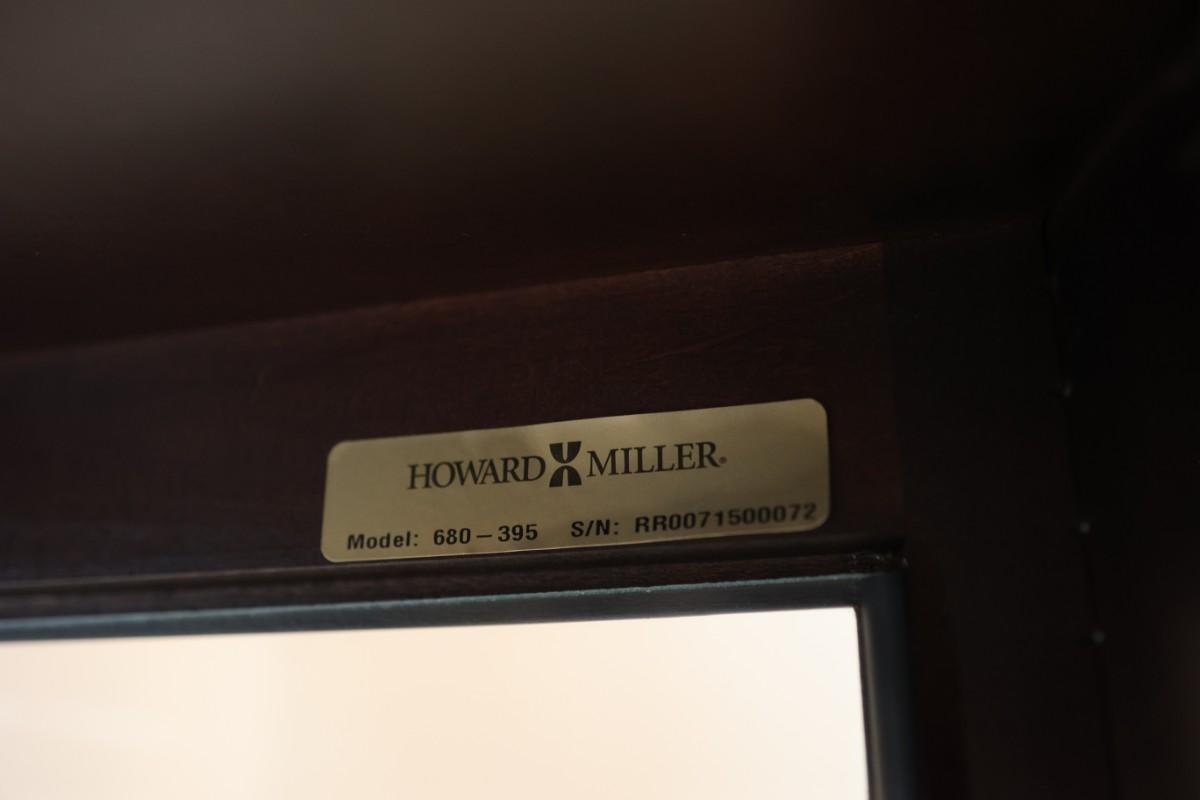 HOWARD MILLER®
Model: 680-395 S/N: RR0071500072